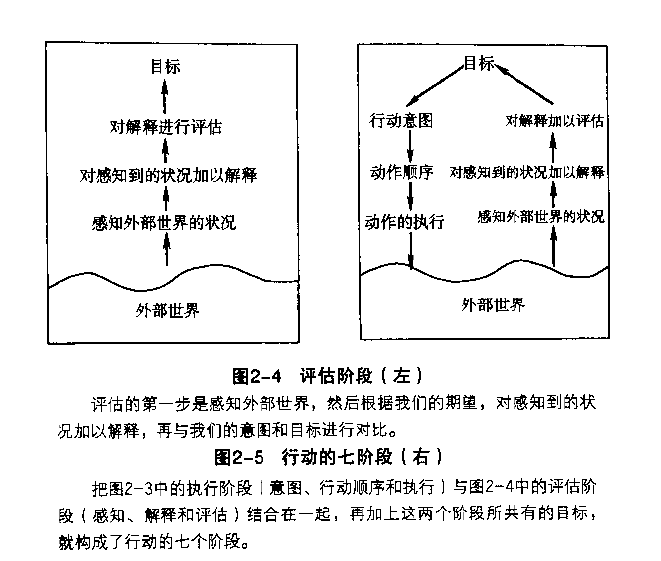 目标
对解释进行评估
对感知到的状况加以解释
感知外部世界的状况
外部世界
目标
行动意图
对解释加以评估
动作顺序
对感知到的状况加以解释
动作的执行
感知外部世界的状况
外部世界
图2-4 评估阶段(左)
评估的第一步是感知外部世界,然后根据我们的期望,对感知到的状
况加以解释,再与我们的意图和目标进行对比。
图2-5 行动的七阶段(右)
把图2-3中的执行阶段(意图、行动顺序和执行)与图2-4中的评估阶
段(感知、解释和评估)结合在一起,再加上这两个阶段所共有的目标,
就构成了行动的七个阶段。